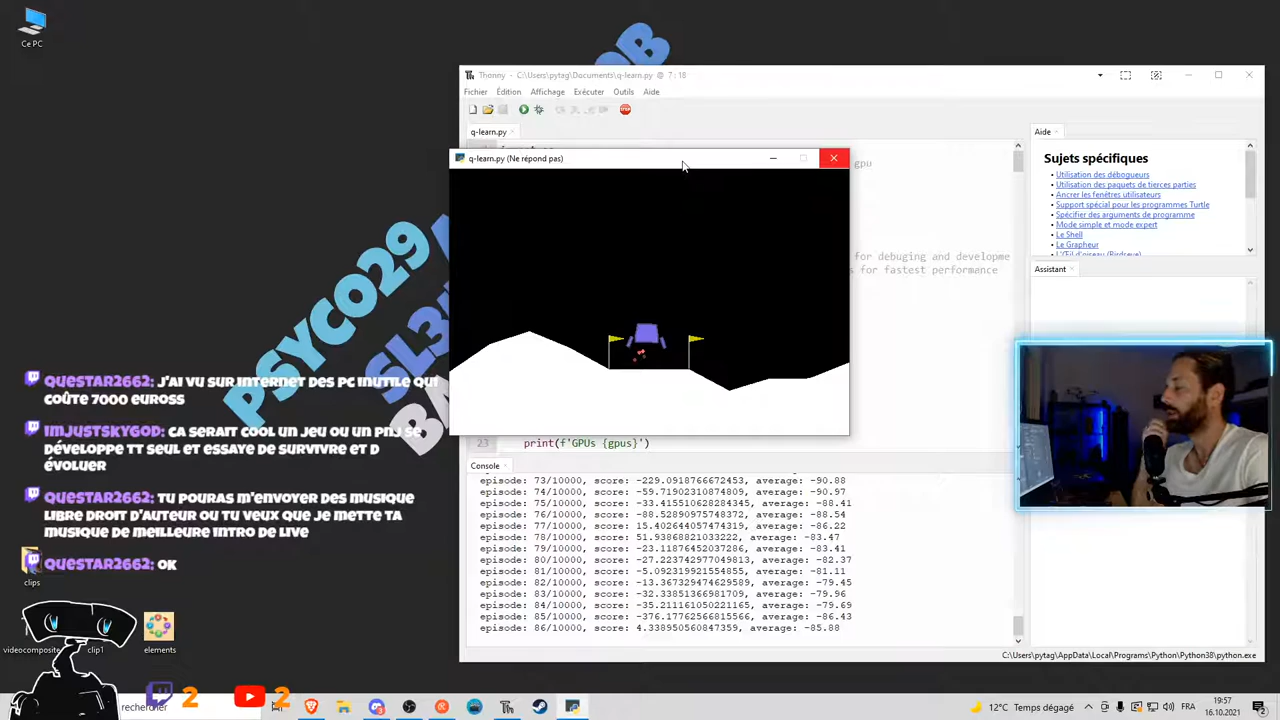 Ce PC
PSYCO29
SL3
BA
QUESTAR2662: J'AI VU SUR INTERNET DES PC INUTILE QUI
COÛTE 7000 EUROSS
IMJUSTSKYGOD: ÇA SERAIT COOL UN JEU OU UN PNJ SE
DÉVELOPPE TT SEUL ET ESSAYE DE SURVIVRE ET D
ÉVOLUER
QUESTAR2662: TU POURAS M'ENVOYER DES MUSIQUE
LIBRE DROIT D'AUTEUR OU TU VEUX QUE JE METTE TA
MUSIQUE DE MEILLEURE INTRO DE LIVE
QUESTAR2662: OK
clips
videocomposite
clip1
elements
2
2
rechercher
Thonny - C:\Users\pytag\Documents\q-learn.py @ 7 : 18
Fichier Édition Affichage Exécuter Outils Aide
STOP
q-learn.py
q-learn.py (Ne répond pas)
gpu
for debuging and developme
s for fastest performance
23 print(f'GPUs {gpus}')
Console
episode: 73/10000, score: -229.0918766672453, average: -90.88
episode: 74/10000, score: -59.71902310874809, average: -90.97
episode: 75/10000, score: -33.41551062828434​5, average: -88.41
episode: 76/10000, score: -88.52890975748372, average: -88.54
episode: 77/10000, score: 15.402644057474319, average: -86.22
episode: 78/10000, score: 51.93868821033222, average: -83.47
episode: 79/10000, score: -23.11876452037286, average: -83.41
episode: 80/10000, score: -27.223742977049813, average: -82.37
episode: 81/10000, score: -5.092319921554855, average: -81.11
episode: 82/10000, score: -13.367329474629589, average: -79.45
episode: 83/10000, score: -32.33851366981709, average: -79.96
episode: 84/10000, score: -35.211161050221165, average: -79.69
episode: 85/10000, score: -376.1776256681​5566, average: -86.43
episode: 86/10000, score: 4.338950560847359, average: -85.88
Aide
Sujets spécifiques
Utilisation des débogueurs
Utilisation des paquets de tierces parties
Ancrer les fenêtres utilisateurs
Support spécial pour les programmes Turtle
Spécifier des arguments de programme
Mode simple et mode expert
Le Shell
Le Grapheur
L'Œil d'oiseau (Birdseye)
Assistant
C:\Users\pytag\AppData\Local\Programs\Python\Python38\python.exe
12°C Temps dégagé
FRA
19:57
16.10.2021
2